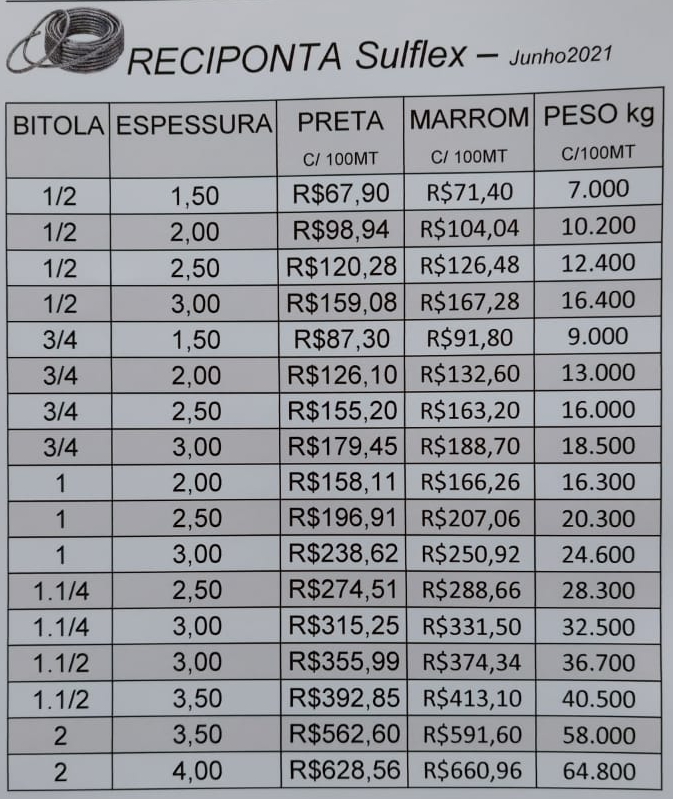 RECIPONTA Sulflex – Junho2021
BITOLA ESPESSURA PRETA MARROM PESO kg
C/ 100MT C/ 100MT C/100MT
1/2 1,50 R$67,90 R$71,40 7.000
1/2 2,00 R$98,94 R$104,04 10.200
1/2 2,50 R$120,28 R$126,48 12.400
1/2 3,00 R$159,08 R$167,28 16.400
3/4 1,50 R$87,30 R$91,80 9.000
3/4 2,00 R$126,10 R$132,60 13.000
3/4 2,50 R$155,20 R$163,20 16.000
3/4 3,00 R$179,45 R$188,70 18.500
1 2,00 R$158,11 R$166,26 16.300
1 2,50 R$196,91 R$207,06 20.300
1 3,00 R$238,62 R$250,92 24.600
1.1/4 2,50 R$274,51 R$288,66 28.300
1.1/4 3,00 R$315,25 R$331,50 32.500
1.1/2 3,00 R$355,99 R$374,34 36.700
1.1/2 3,50 R$392,85 R$413,10 40.500
2 3,50 R$562,60 R$591,60 58.000
2 4,00 R$628,56 R$660,96 64.800